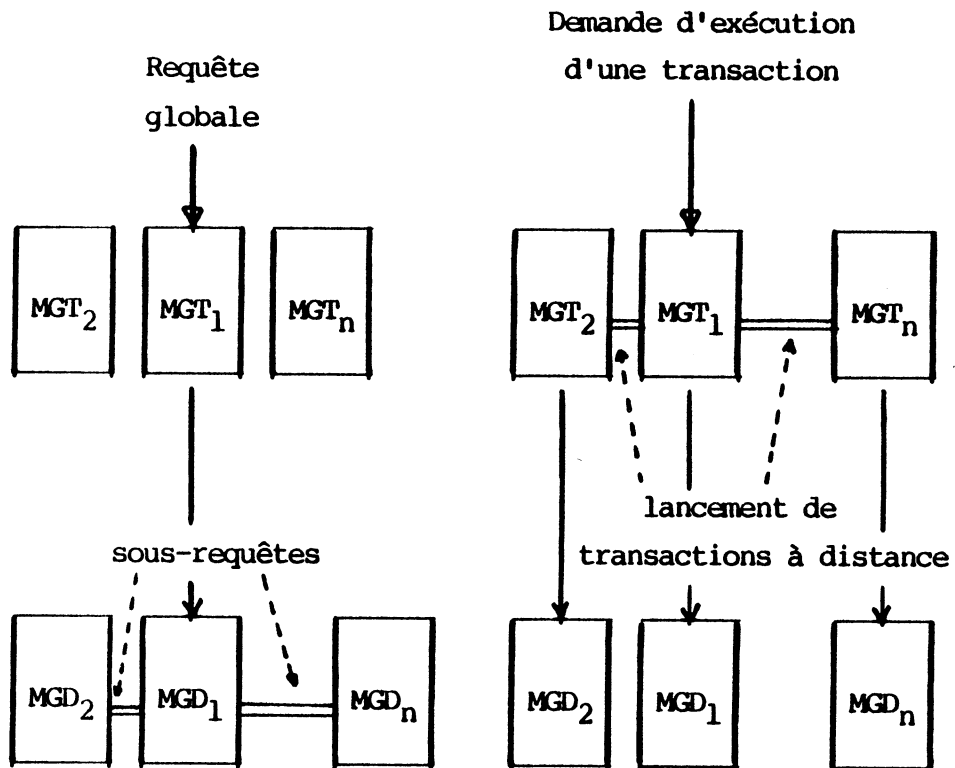 Requête
globale
MGT2 MGT1 MGTn
sous-requêtes
MGD2 MGD1 MGDn
Demande d'exécution
d'une transaction
MGT2 MGT1 MGTn
lancement de
transactions à distance
MGD2 MGD1 MGDn